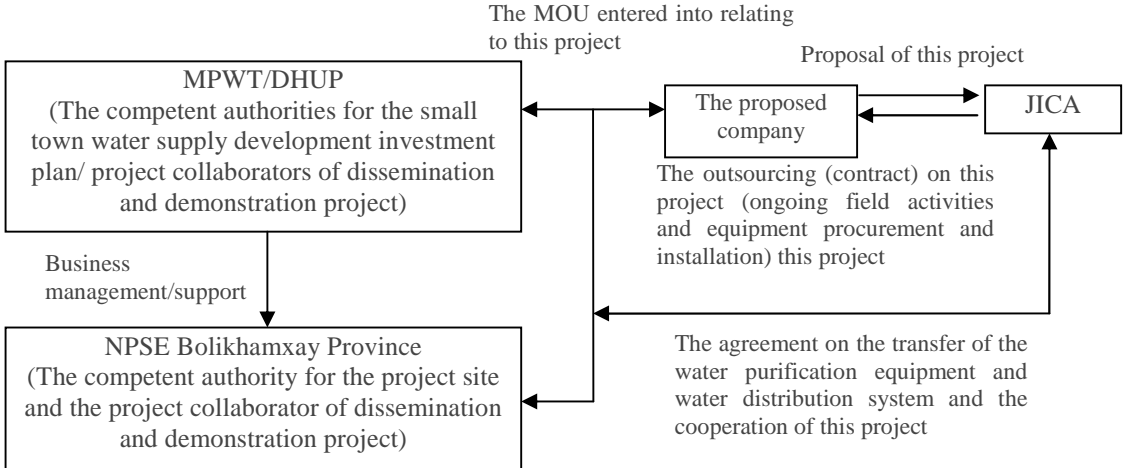 The MOU entered into relating
to this project
Proposal of this project
MPWT/DHUP
(The competent authorities for the small
town water supply development investment
plan/ project collaborators of dissemination
and demonstration project)
The proposed
company
JICA
The outsourcing (contract) on this
project (ongoing field activities
and equipment procurement and
installation) this project
Business
management/support
NPSE Bolikhamxay Province
(The competent authority for the project site
and the project collaborator of dissemination
and demonstration project)
The agreement on the transfer of the
water purification equipment and
water distribution system and the
cooperation of this project